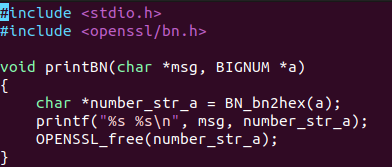 #include <stdio.h>
#include <openssl/bn.h>

void printBN(char *msg, BIGNUM *a)
{
    char *number_str_a = BN_bn2hex(a);
    printf("%s %s\n", msg, number_str_a);
    OPENSSL_free(number_str_a);
}